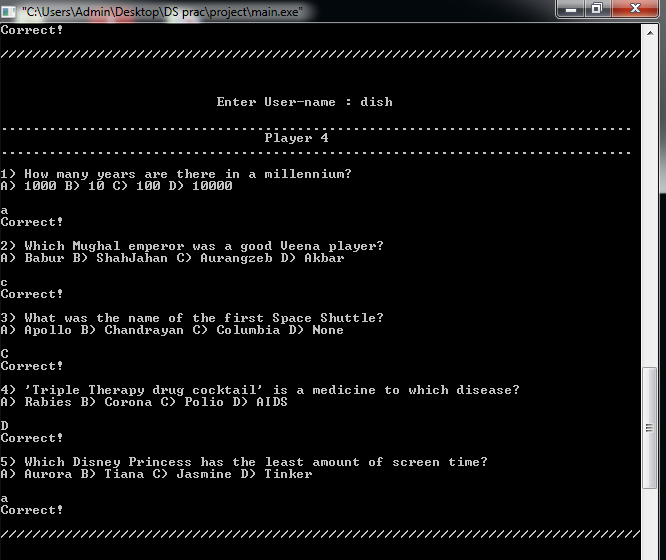 "C:\Users\Admin\Desktop\DS prac\project\main.exe"
Correct!
////////////////////////////////////////////////////////////////////////////////
Enter User-name : dish
-------------------------------------------------------------------------------
Player 4
-------------------------------------------------------------------------------
1) How many years are there in a millennium?
A) 1000 B) 10 C) 100 D) 10000
a
Correct!
2) Which Mughal emperor was a good Veena player?
A) Babur B) ShahJahan C) Aurangzeb D) Akbar
c
Correct!
3) What was the name of the first Space Shuttle?
A) Apollo B) Chandrayan C) Columbia D) None
C
Correct!
4) 'Triple Therapy drug cocktail' is a medicine to which disease?
A) Rabies B) Corona C) Polio D) AIDS
D
Correct!
5) Which Disney Princess has the least amount of screen time?
A) Aurora B) Tiana C) Jasmine D) Tinker
a
Correct!
////////////////////////////////////////////////////////////////////////////////